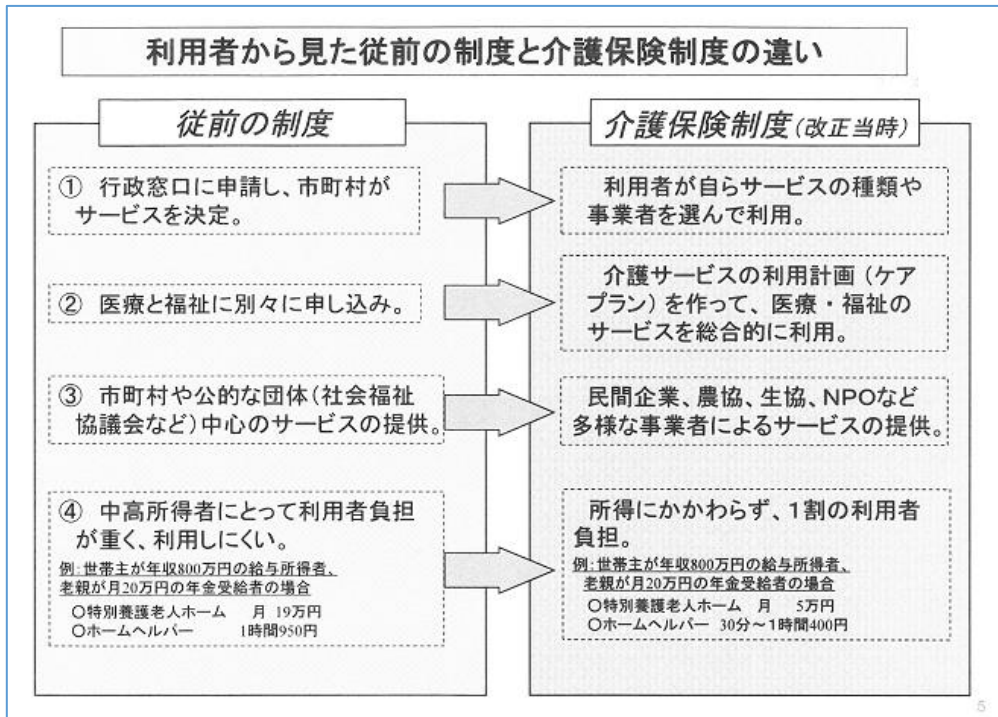 利用者から見た従前の制度と介護保険制度の違い
従前の制度
① 行政窓口に申請し、市町村が
サービスを決定。
② 医療と福祉に別々に申し込み。
③ 市町村や公的な団体(社会福祉
協議会など)中心のサービスの提供。
④ 中高所得者にとって利用者負担
が重く、利用しにくい。
例:世帯主が年収800万円の給与所得者、
老親が月20万円の年金受給者の場合
○特別養護老人ホーム 月 19万円
○ホームヘルパー 1時間950円
介護保険制度(改正当時)
利用者が自らサービスの種類や
事業者を選んで利用。
介護サービスの利用計画(ケア
プラン)を作って、医療・福祉の
サービスを総合的に利用。
民間企業、農協、生協、NPOなど
多様な事業者によるサービスの提供。
所得にかかわらず、1割の利用者
負担。
例:世帯主が年収800万円の給与所得者、
老親が月20万円の年金受給者の場合
○特別養護老人ホーム 月 5万円
○ホームヘルパー 30分~1時間400円
5